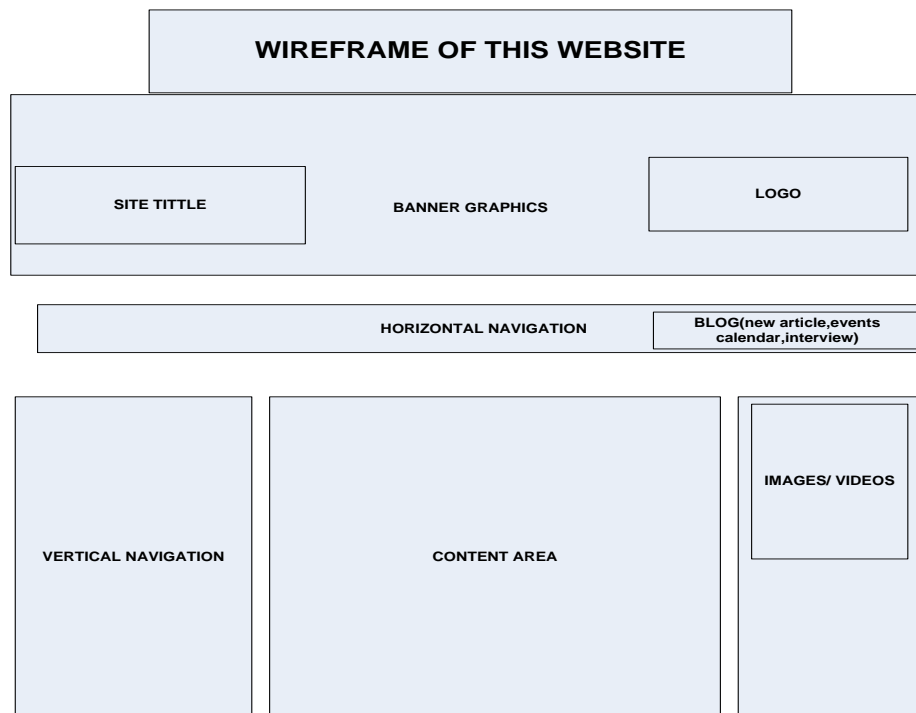 WIREFRAME OF THIS WEBSITE
SITE TITTLE
BANNER GRAPHICS
LOGO
HORIZONTAL NAVIGATION
BLOG(new article,events
calendar,interview)
VERTICAL NAVIGATION
CONTENT AREA
IMAGES/ VIDEOS